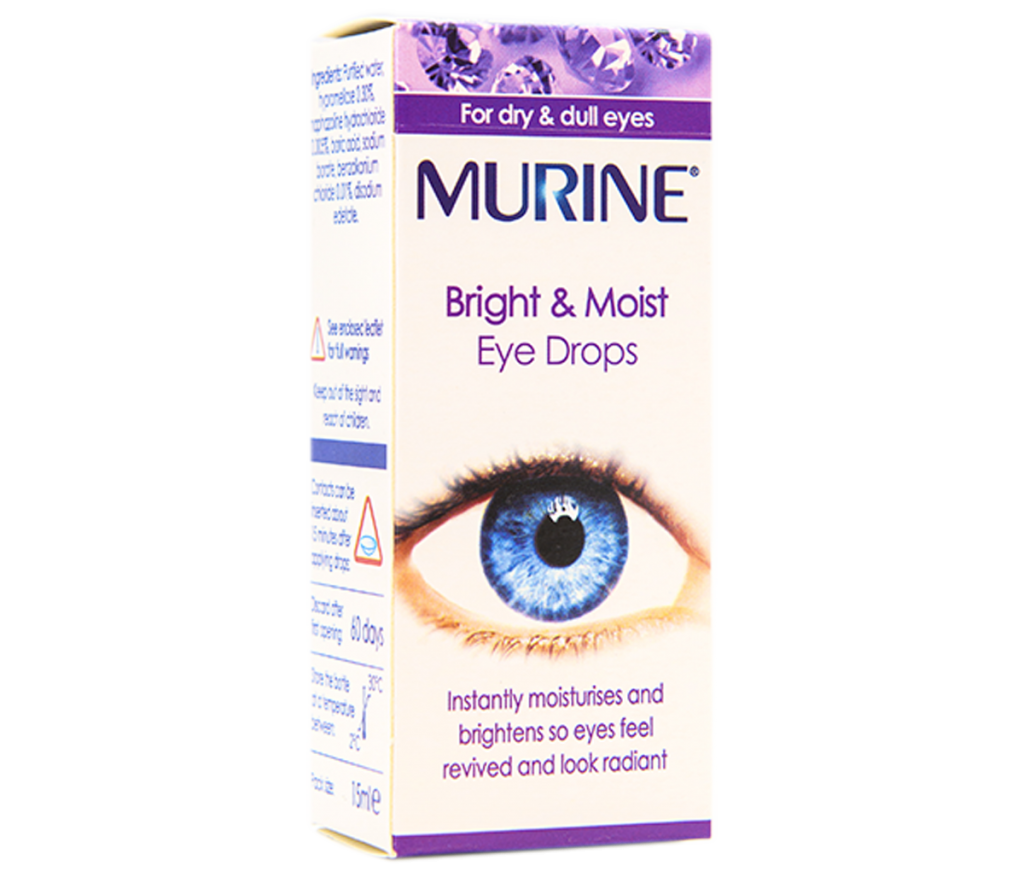 For dry & dull eyes
MURINE®
Bright & Moist
Eye Drops
Instantly moisturises and
brightens so eyes feel
revived and look radiant
Ingredients: Purified water,
hypromellose 0.30%,
naphazoline hydrochloride
boric acid, sodium
borate, benzalkonium
chloride 0.01%, disodium
edetate.
See enclosed leaflet
for full warnings
Keep out of the sight and
reach of children.
Contacts can be
inserted about
15 minutes after
applying drops
Discard after
first opening:
60 days
Store the bottle
at a temperature
between:
30°C
2°C
Pack size:
15ml e